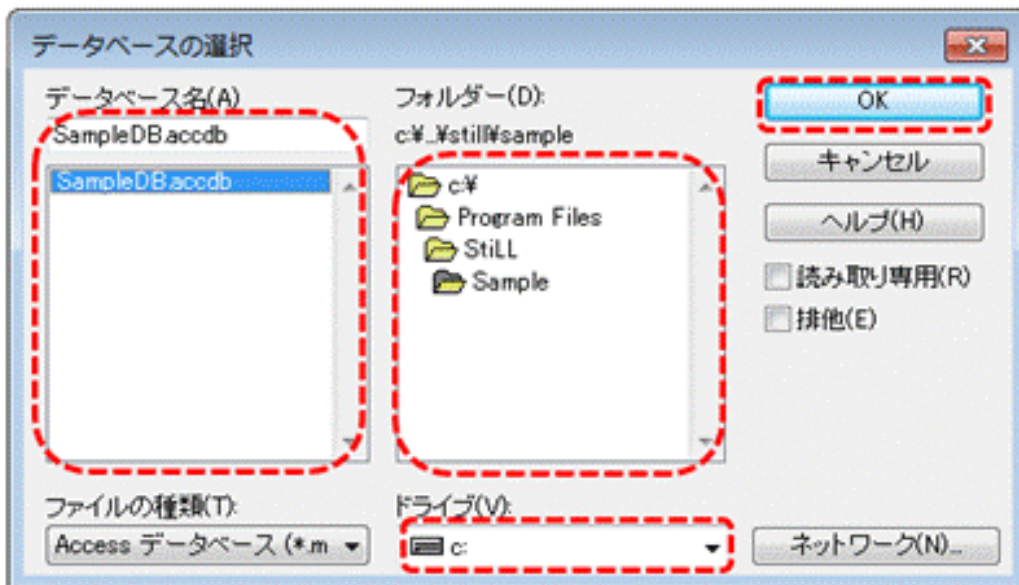 データベースの選択
データベース名(A)
SampleDB.accdb
SampleDB.accdb
ファイルの種類(T):
Access データベース (*.m
フォルダー(D):
c:¥...¥still¥sample
c:¥
Program Files
StiLL
Sample
ドライブ(V):
c:
OK
キャンセル
ヘルプ(H)
読み取り専用(R)
排他(E)
ネットワーク(N)...